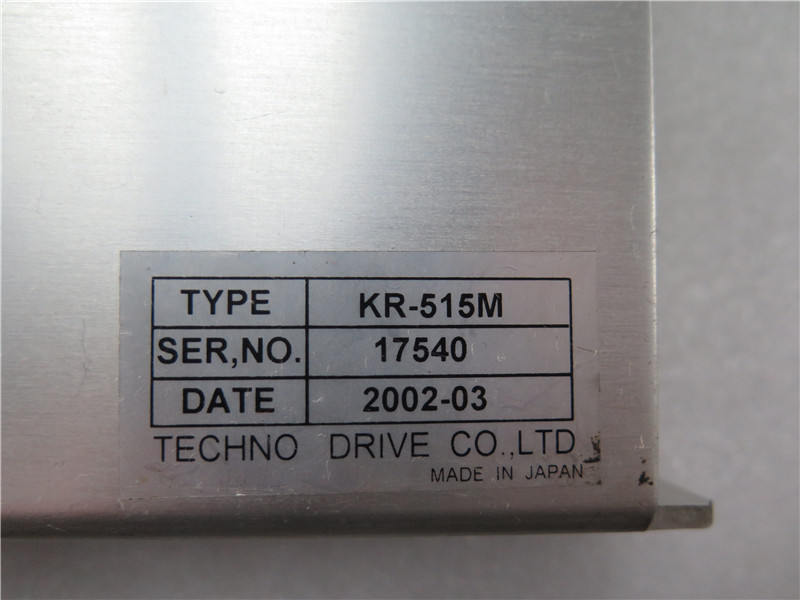 TYPE KR-515M
SER,NO. 17540
DATE 2002-03
TECHNO DRIVE CO.,LTD
MADE IN JAPAN